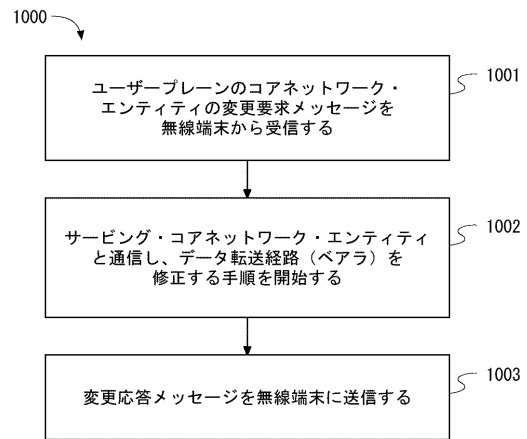 1000
ユーザープレーンのコアネットワーク・
エンティティの変更要求メッセージを
無線端末から受信する
1001
サービング・コアネットワーク・エンティティ
と通信し、データ転送経路（ベアラ）を
修正する手順を開始する
1002
変更応答メッセージを無線端末に送信する
1003